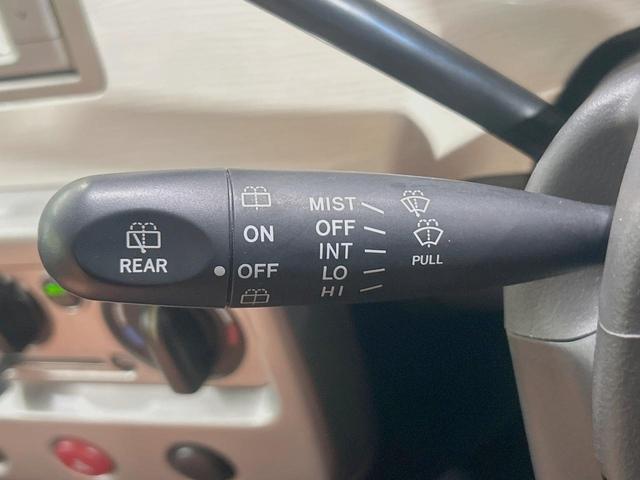 REAR
ON
OFF
MIST
OFF
INT
LO
HI
PULL